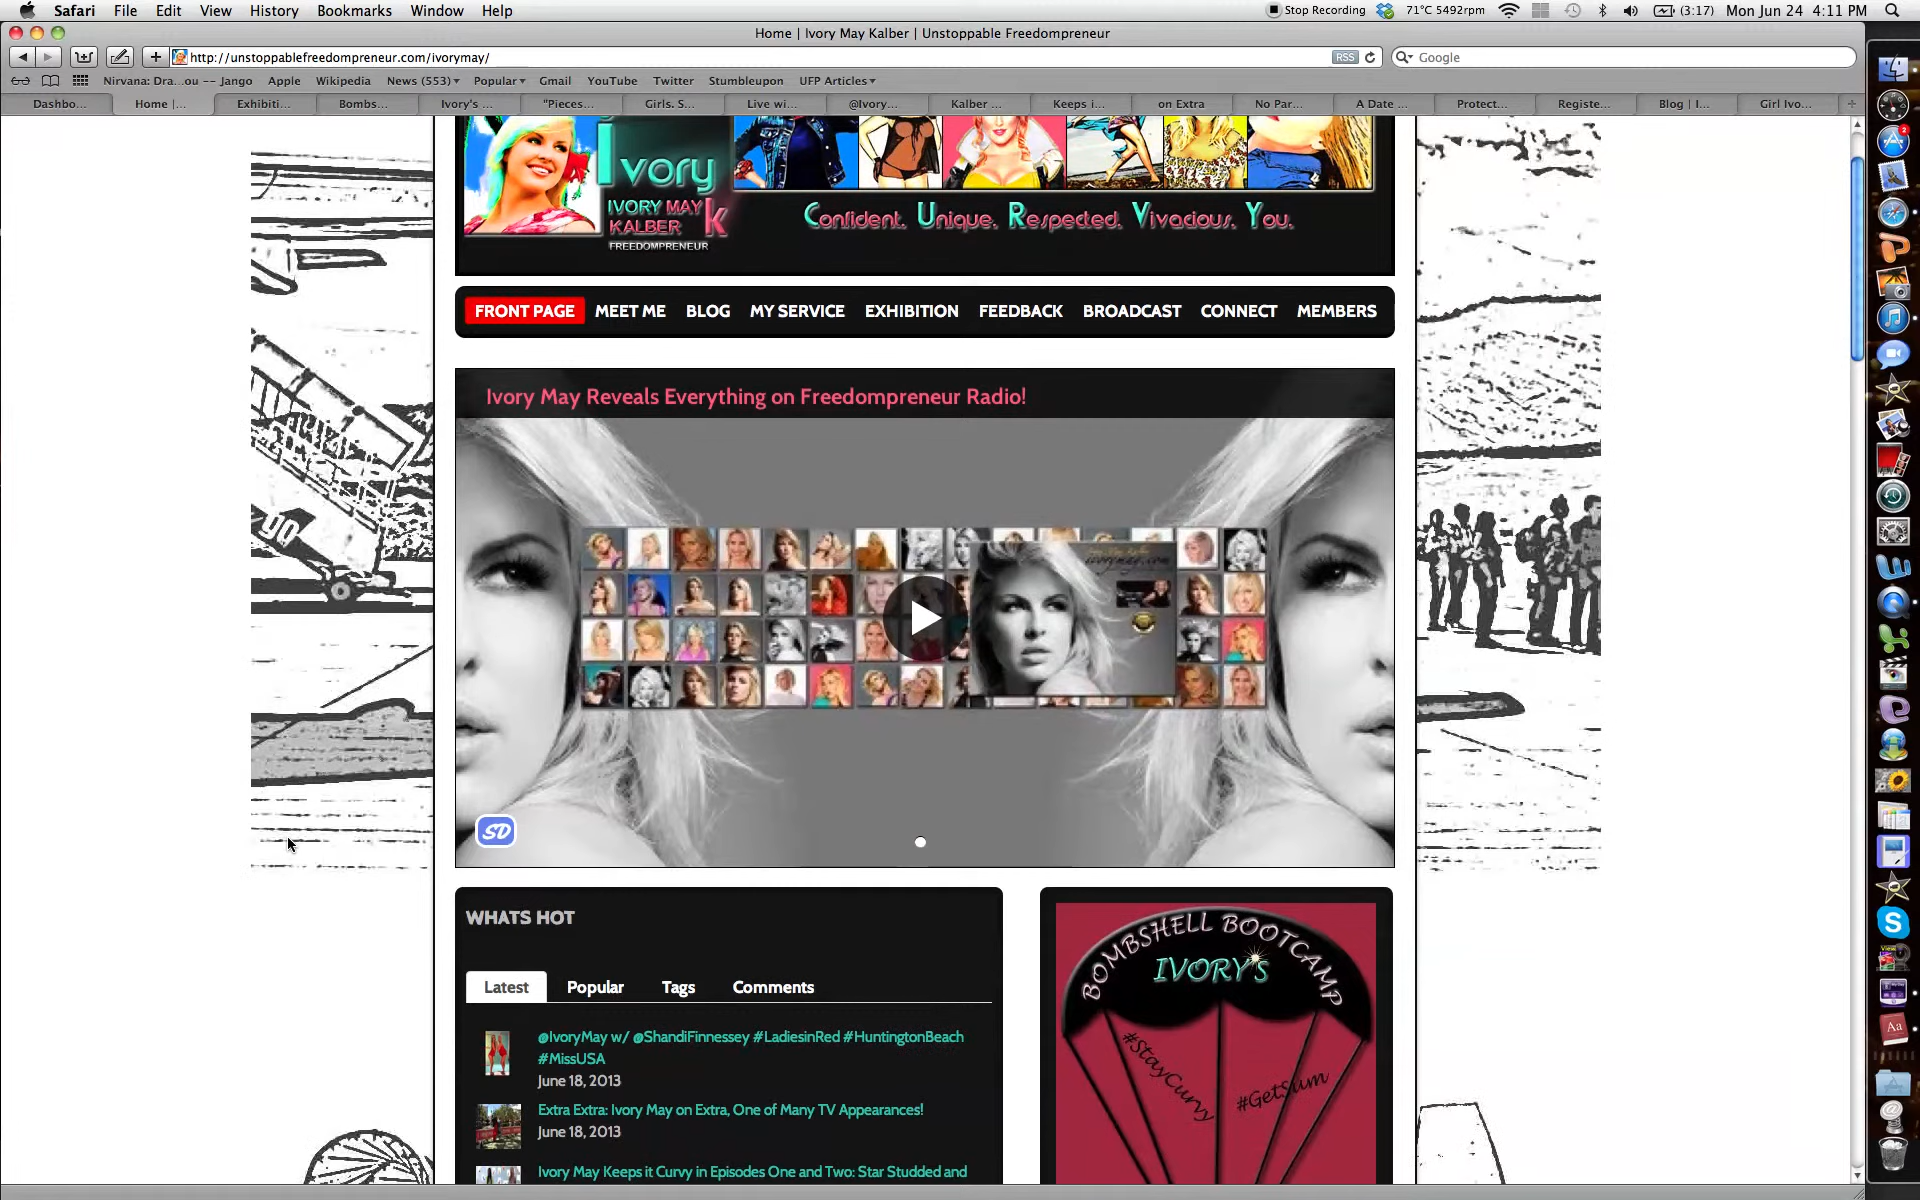 Safari File Edit View History Bookmarks Window Help Stop Recording 71°C 5492rpm (3:17) Mon Jun 24 4:11 PM
Home | Ivory May Kalber | Unstoppable Freedompreneur
http://unstoppablefreedompreneur.com/ivorymay/ RSS Google
Nirvana: Dra...ou -- Jango Apple Wikipedia News (553) Popular Gmail YouTube Twitter Stumbleupon UFP Articles
Dashbo... Home |... Exhibiti... Bombs... Ivory's ... "Pieces... Girls. S... Live wi... @Ivory... Kalber ... Keeps i... on Extra No Par... A Date ... Protect... Registe... Blog | I... Girl Ivo...
Ivory
IVORY MAY
KALBER k
FREEDOMPRENEUR
Confident. Unique. Respected. Vivacious. You.
FRONT PAGE MEET ME BLOG MY SERVICE EXHIBITION FEEDBACK BROADCAST CONNECT MEMBERS
Ivory May Reveals Everything on Freedompreneur Radio!
90
SD
WHATS HOT
Latest Popular Tags Comments
@IvoryMay w/ @ShandiFinnessey #LadiesinRed #HuntingtonBeach
#MissUSA
June 18, 2013
Extra Extra: Ivory May on Extra, One of Many TV Appearances!
June 18, 2013
Ivory May Keeps it Curvy in Episodes One and Two: Star Studded and
BOMBSHELL BOOTCAMP
IVORY'S
#StayCurvy
#GetSum